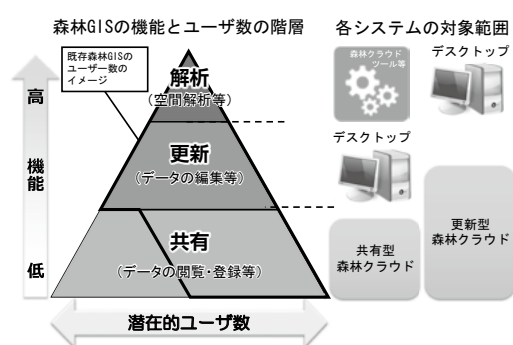 森林GISの機能とユーザ数の階層
各システムの対象範囲
既存森林GISの
ユーザー数の
イメージ
高
機
能
低
解析
(空間解析等)
更新
(データの編集等)
共有
(データの閲覧・登録等)
潜在的ユーザ数
森林クラウド
ツール等
デスクトップ
デスクトップ
共有型
森林クラウド
更新型
森林クラウド